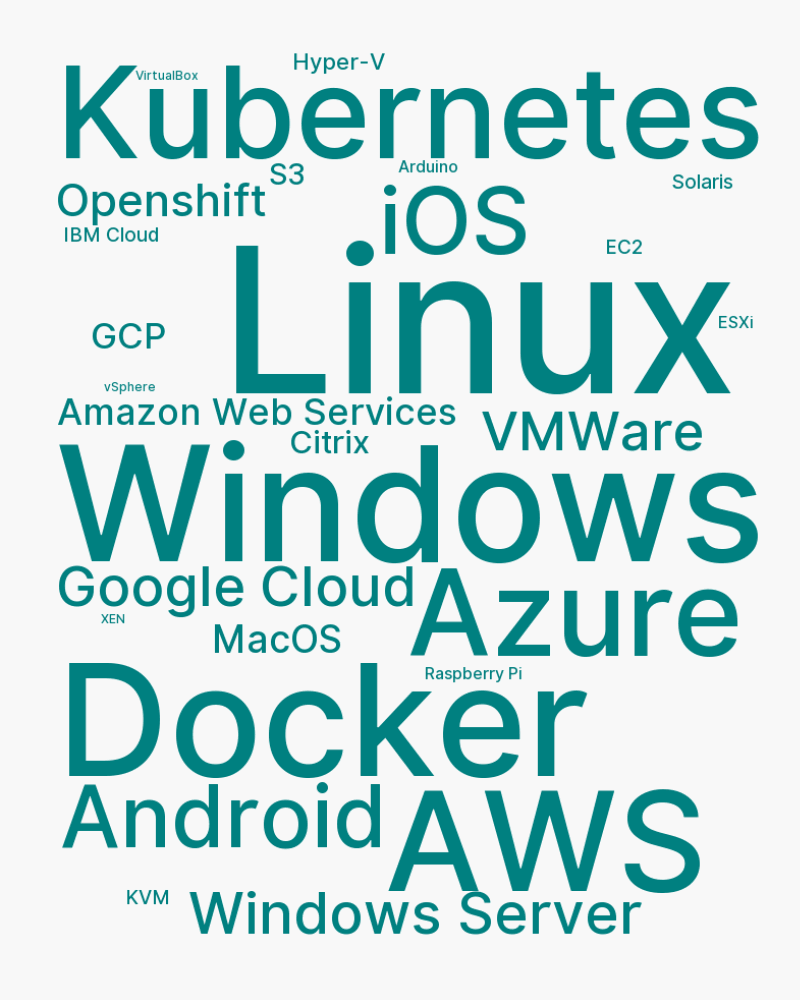 Hyper-V
VirtualBox
Kubernetes
S3
Arduino
Solaris
Openshift
iOS
IBM Cloud
EC2
Linux
GCP
ESXi
vSphere
Amazon Web Services
VMWare
Citrix
Windows
Google Cloud
Azure
XEN
MacOS
Raspberry Pi
Docker
Android
AWS
KVM
Windows Server